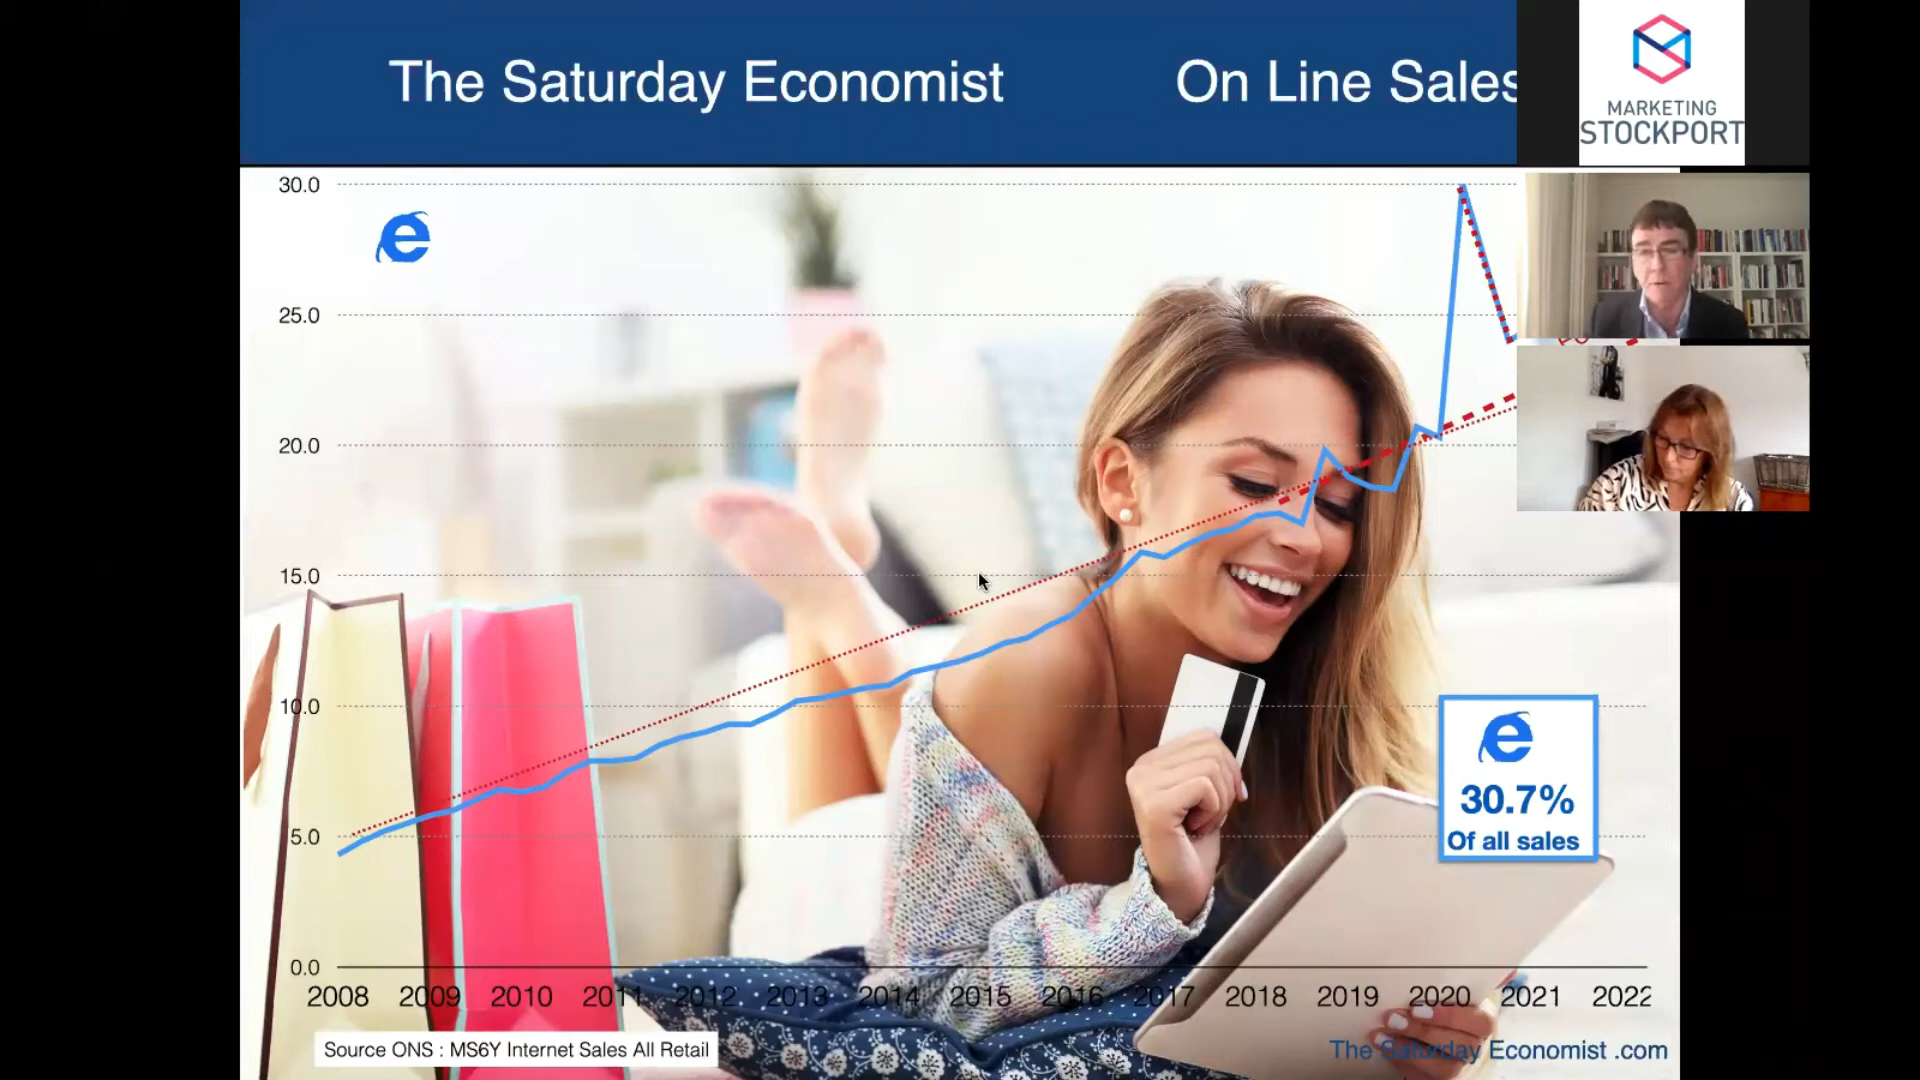 The Saturday Economist
On Line Sales
MARKETING
STOCKPORT
30.0
25.0
20.0
15.0
10.0
5.0
0.0
30.7%
Of all sales
2008 2009 2010 2011 2012 2013 2014 2015 2016 2017 2018 2019 2020 2021 2022
Source ONS : MS6Y Internet Sales All Retail
The Saturday Economist .com